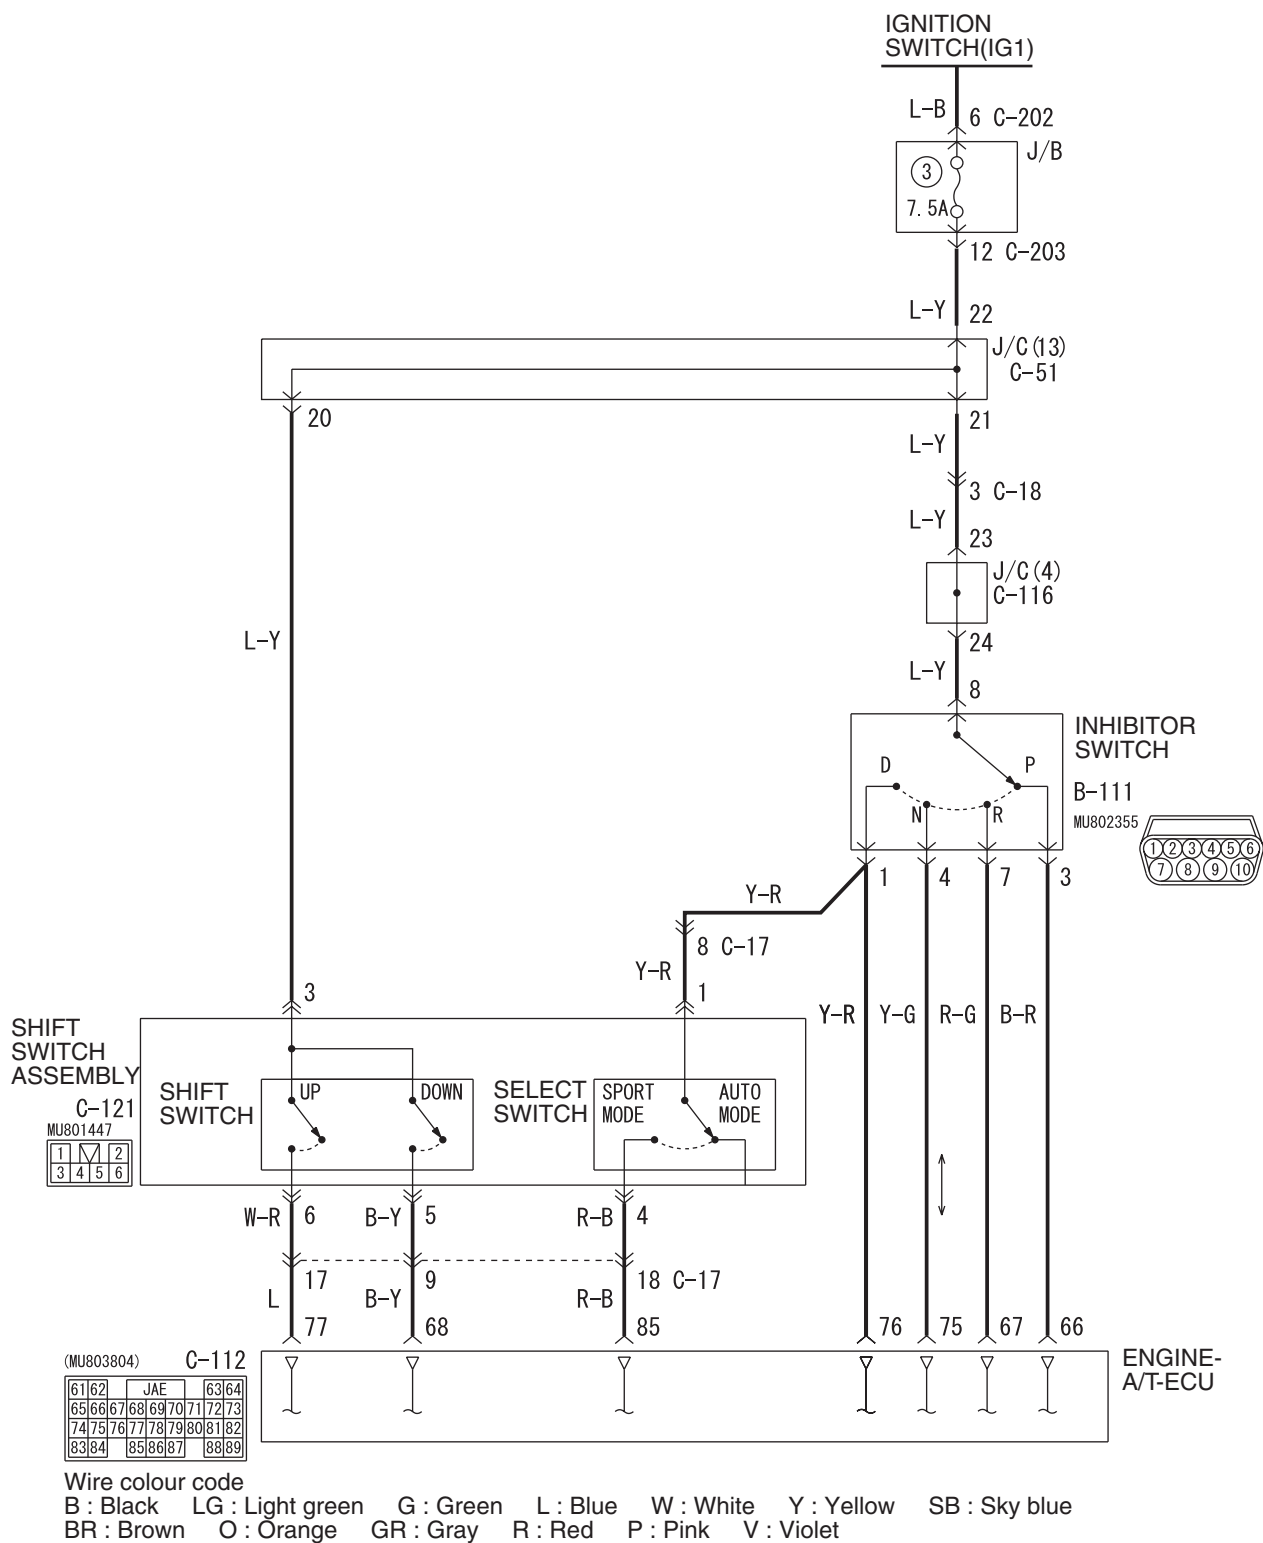 IGNITION
SWITCH(IG1)
L-B
6 C-202
J/B
3
7.5A
12 C-203
L-Y 22
J/C(13)
C-51
20
21
L-Y
3 C-18
L-Y
23
J/C(4)
C-116
L-Y
24
L-Y
8
INHIBITOR
SWITCH
D
P
B-111
N
R
MU802355
1 2 3 4 5 6
7 8 9 10
1
4
7
3
Y-R
8 C-17
Y-R
3
1
Y-R
Y-G
R-G
B-R
SHIFT
SWITCH
ASSEMBLY
C-121
MU801447
1 2
3 4 5 6
SHIFT
SWITCH
UP
DOWN
SELECT
SWITCH
SPORT
MODE
AUTO
MODE
W-R 6
B-Y 5
R-B 4
17
9
18 C-17
L
B-Y
R-B
77
68
85
76
75
67
66
(MU803804)
C-112
61 62 JAE 63 64
65 66 67 68 69 70 71 72 73
74 75 76 77 78 79 80 81 82
83 84 85 86 87 88 89
ENGINE-
A/T-ECU
Wire colour code
B : Black LG : Light green G : Green L : Blue W : White Y : Yellow SB : Sky blue
BR : Brown O : Orange GR : Gray R : Red P : Pink V : Violet